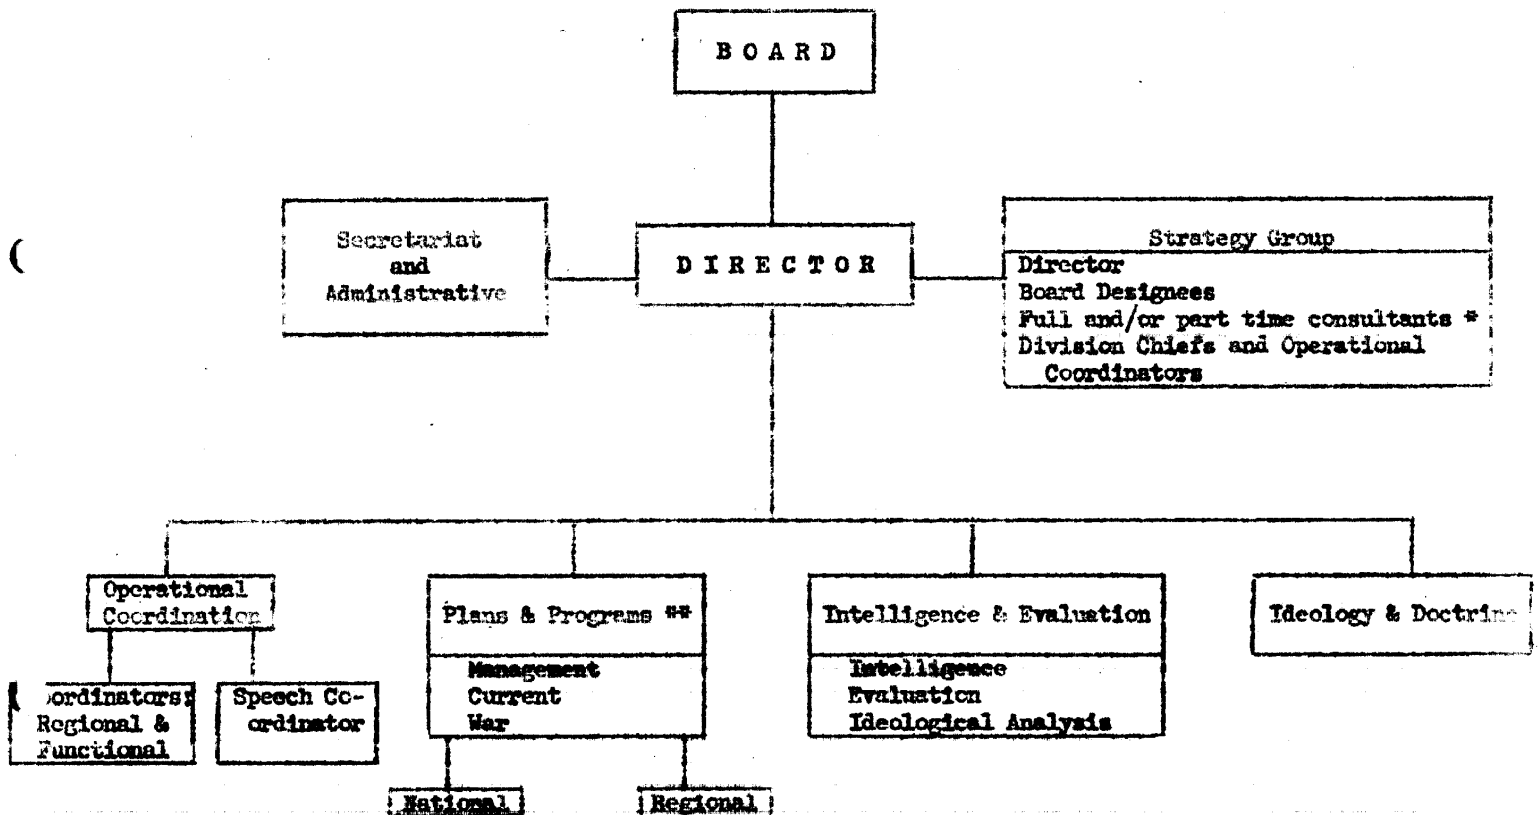 B O A R D
Secretariat
and
Administrative
D I R E C T O R
Strategy Group
Director
Board Designees
Full and/or part time consultants *
Division Chiefs and Operational
Coordinators
Operational
Coordination
ordinators:
Regional &
Functional
Speech Co-
ordinator
Plans & Programs **
Management
Current
War
National
Regional
Intelligence & Evaluation
Intelligence
Evaluation
Ideological Analysis
Ideology & Doctrine